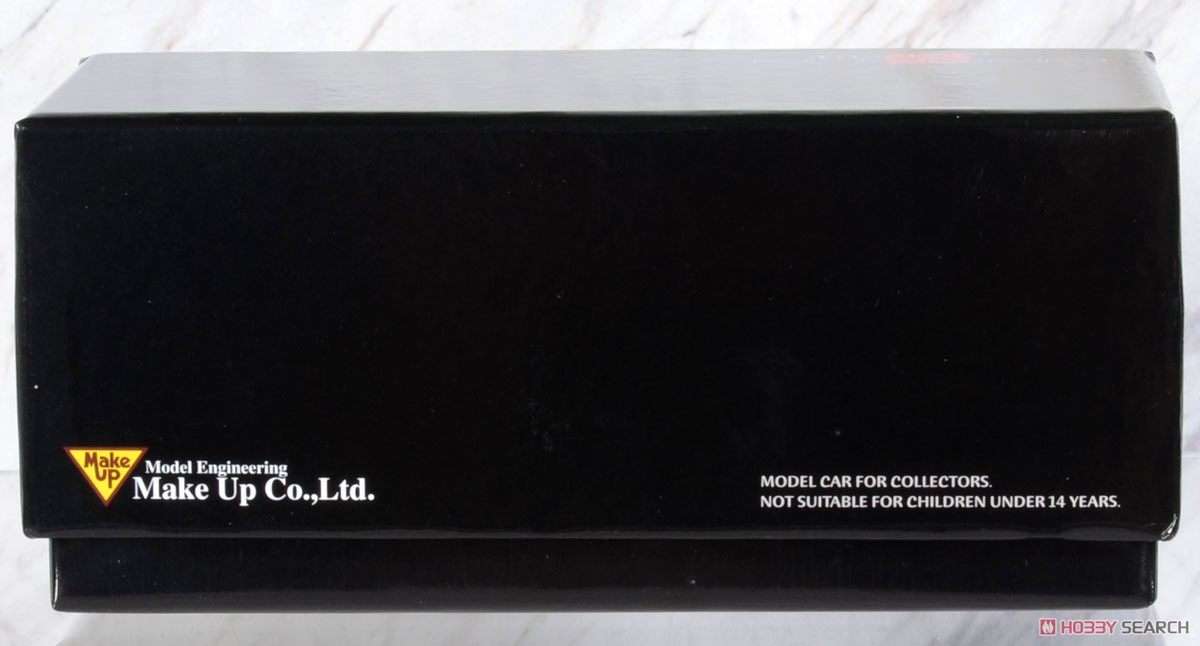 Make
Up
Model Engineering
Make Up Co.,Ltd.
MODEL CAR FOR COLLECTORS.
NOT SUITABLE FOR CHILDREN UNDER 14 YEARS.
HOBBY SEARCH